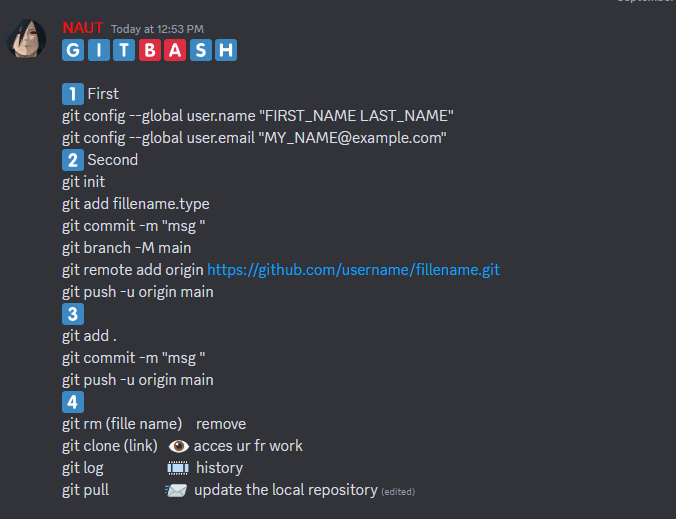 September
NAUT Today at 12:53 PM
GITBASH
1 First
git config --global user.name "FIRST_NAME LAST_NAME"
git config --global user.email "MY_NAME@example.com"
2 Second
git init
git add fillename.type
git commit -m "msg "
git branch -M main
git remote add origin https://github.com/username/fillename.git
git push -u origin main
3
git add .
git commit -m "msg "
git push -u origin main
4
git rm (fille name) remove
git clone (link) 👁️ acces ur fr work
git log 🎞️ history
git pull 📨 update the local repository (edited)